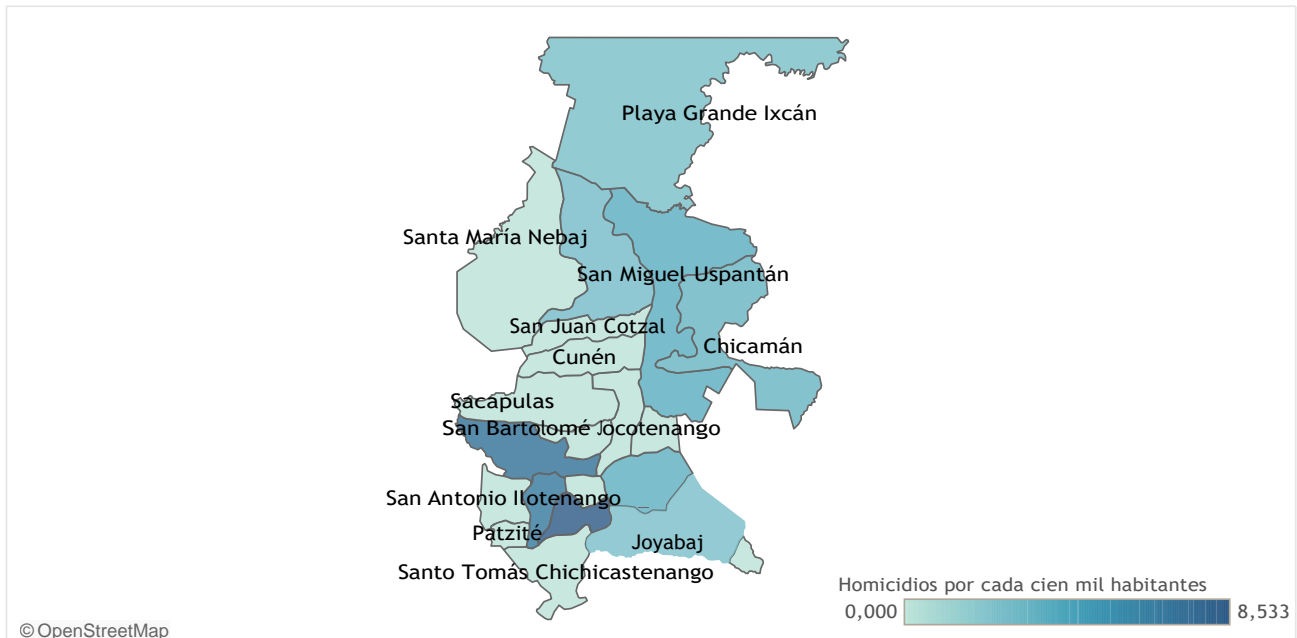 Playa Grande Ixcán
Santa María Nebaj
San Miguel Uspantán
San Juan Cotzal
Chicamán
Cunén
Sacapulas
San Bartolomé Jocotenango
San Antonio Ilotenango
Patzité
Joyabaj
Santo Tomás Chichicastenango
Homicidios por cada cien mil habitantes
0,000 8,533
© OpenStreetMap